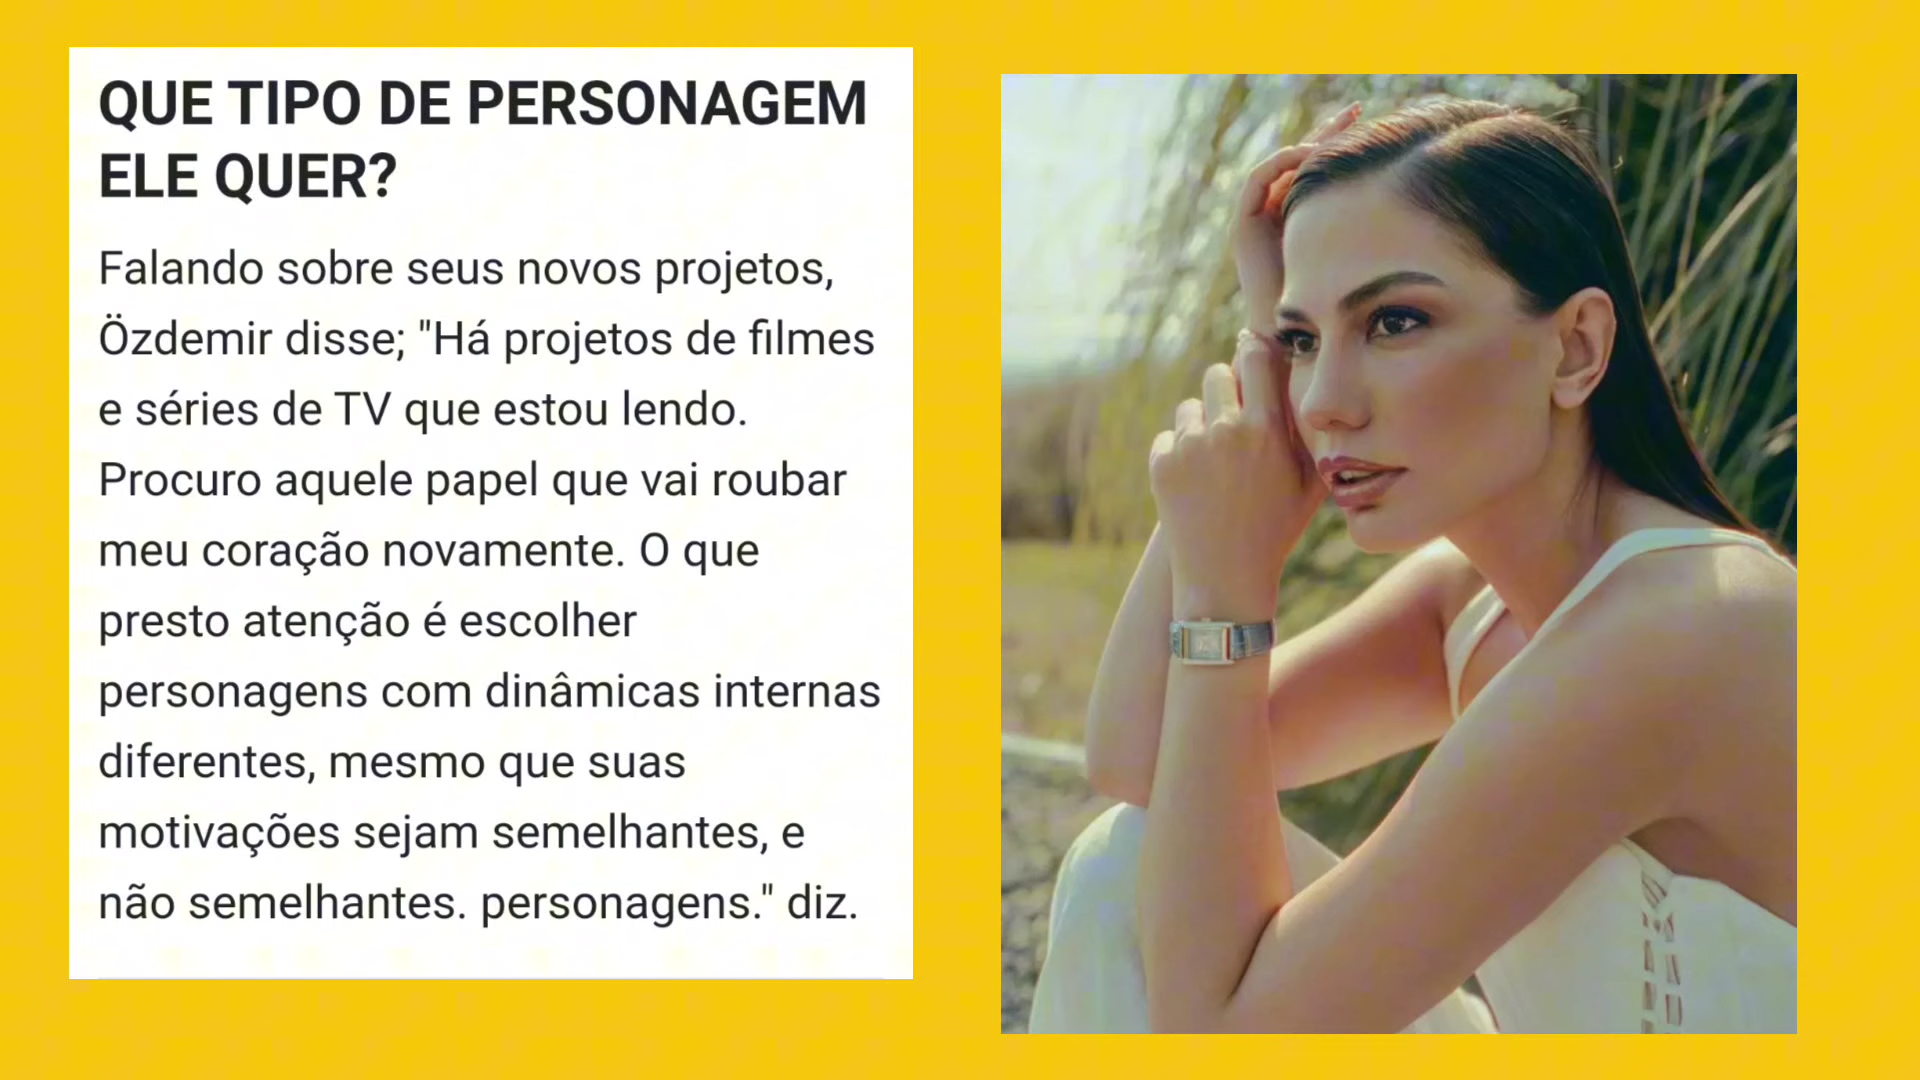 QUE TIPO DE PERSONAGEM
ELE QUER?
Falando sobre seus novos projetos,
Özdemir disse; "Há projetos de filmes
e séries de TV que estou lendo.
Procuro aquele papel que vai roubar
meu coração novamente. O que
presto atenção é escolher
personagens com dinâmicas internas
diferentes, mesmo que suas
motivações sejam semelhantes, e
não semelhantes. personagens." diz.